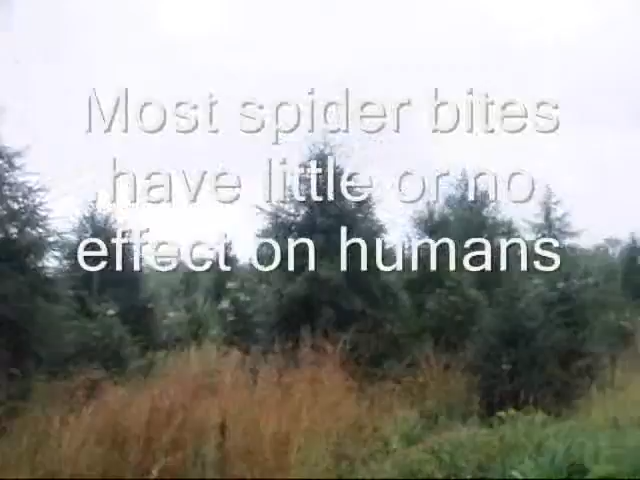 Most spider bites
have little or no
effect on humans